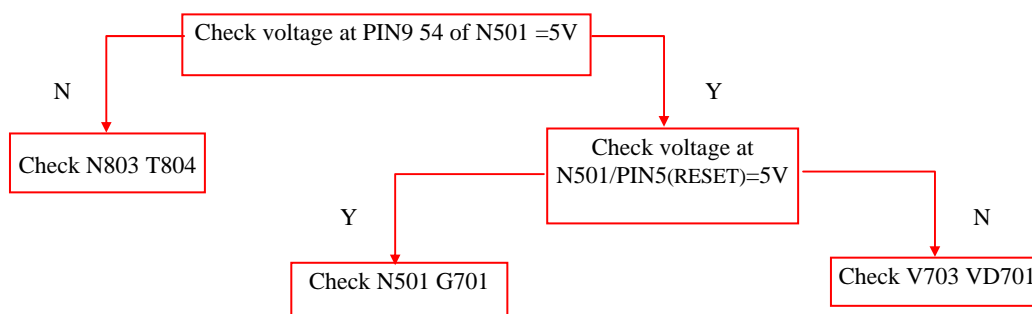 Check voltage at PIN9 54 of N501 =5V
N
Y
Check N803 T804
Check
voltage at
N501/PIN5(RESET)=5V
Y
N
Check N501 G701
Check V703 VD701